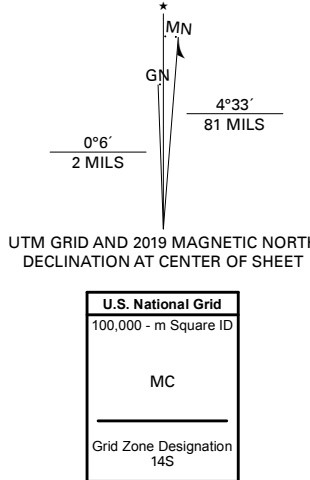 MN
GN
4°33´
81 MILS
0°6´
2 MILS
UTM GRID AND 2019 MAGNETIC NORTH
DECLINATION AT CENTER OF SHEET
U.S. National Grid
100,000 - m Square ID
MC
Grid Zone Designation
14S